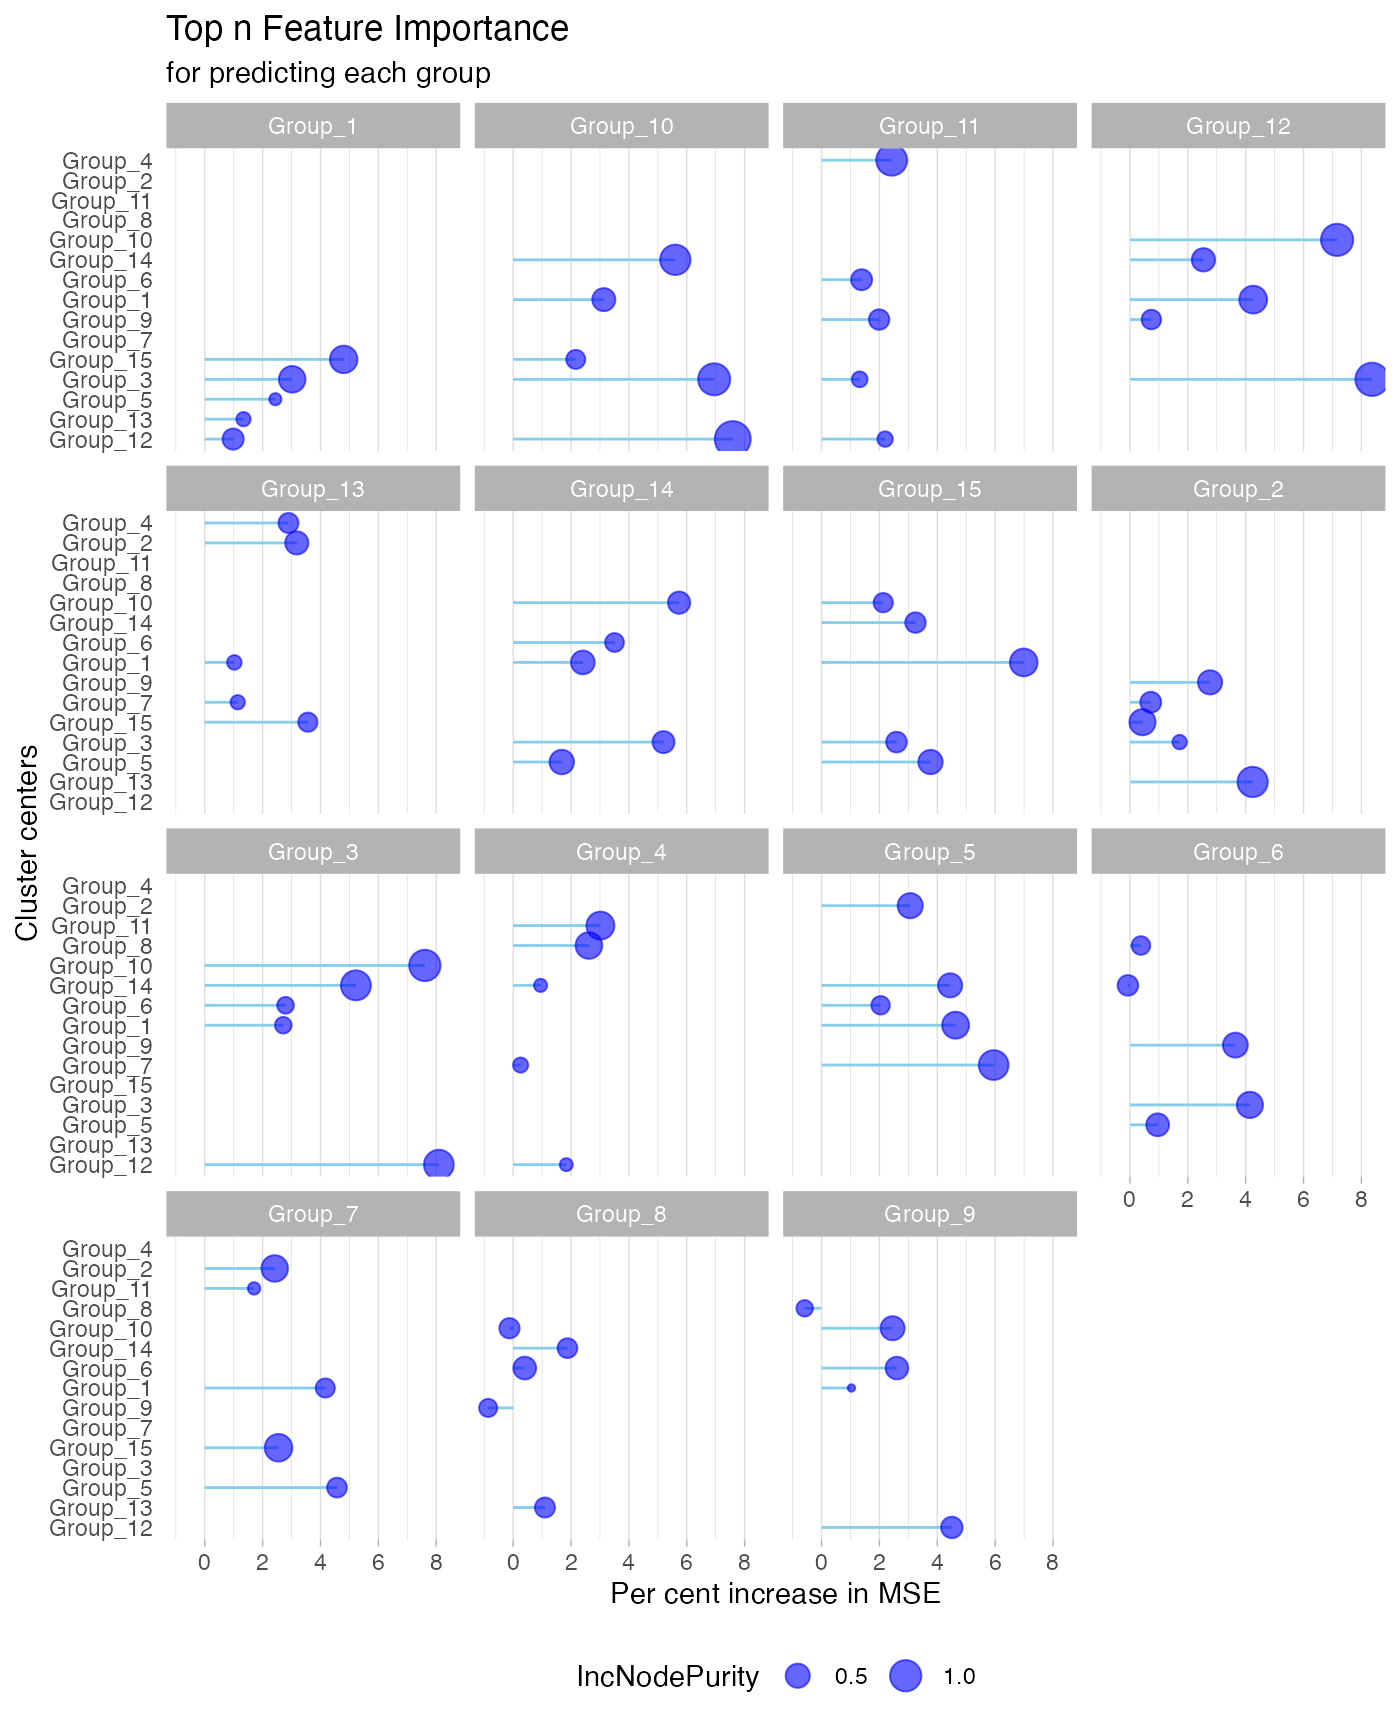 Top n Feature Importance
for predicting each group
Group_1 Group_10 Group_11 Group_12
Group_4
Group_2
Group_11
Group_8
Group_10
Group_14
Group_6
Group_1
Group_9
Group_7
Group_15
Group_3
Group_5
Group_13
Group_12
Group_13 Group_14 Group_15 Group_2
Group_4
Group_2
Group_11
Group_8
Group_10
Group_14
Group_6
Group_1
Group_9
Group_7
Group_15
Group_3
Group_5
Group_13
Group_12
Cluster centers
Group_3 Group_4 Group_5 Group_6
Group_4
Group_2
Group_11
Group_8
Group_10
Group_14
Group_6
Group_1
Group_9
Group_7
Group_15
Group_3
Group_5
Group_13
Group_12
0 2 4 6 8
Group_7 Group_8 Group_9
Group_4
Group_2
Group_11
Group_8
Group_10
Group_14
Group_6
Group_1
Group_9
Group_7
Group_15
Group_3
Group_5
Group_13
Group_12
0 2 4 6 8 0 2 4 6 8 0 2 4 6 8
Per cent increase in MSE
IncNodePurity 0.5 1.0